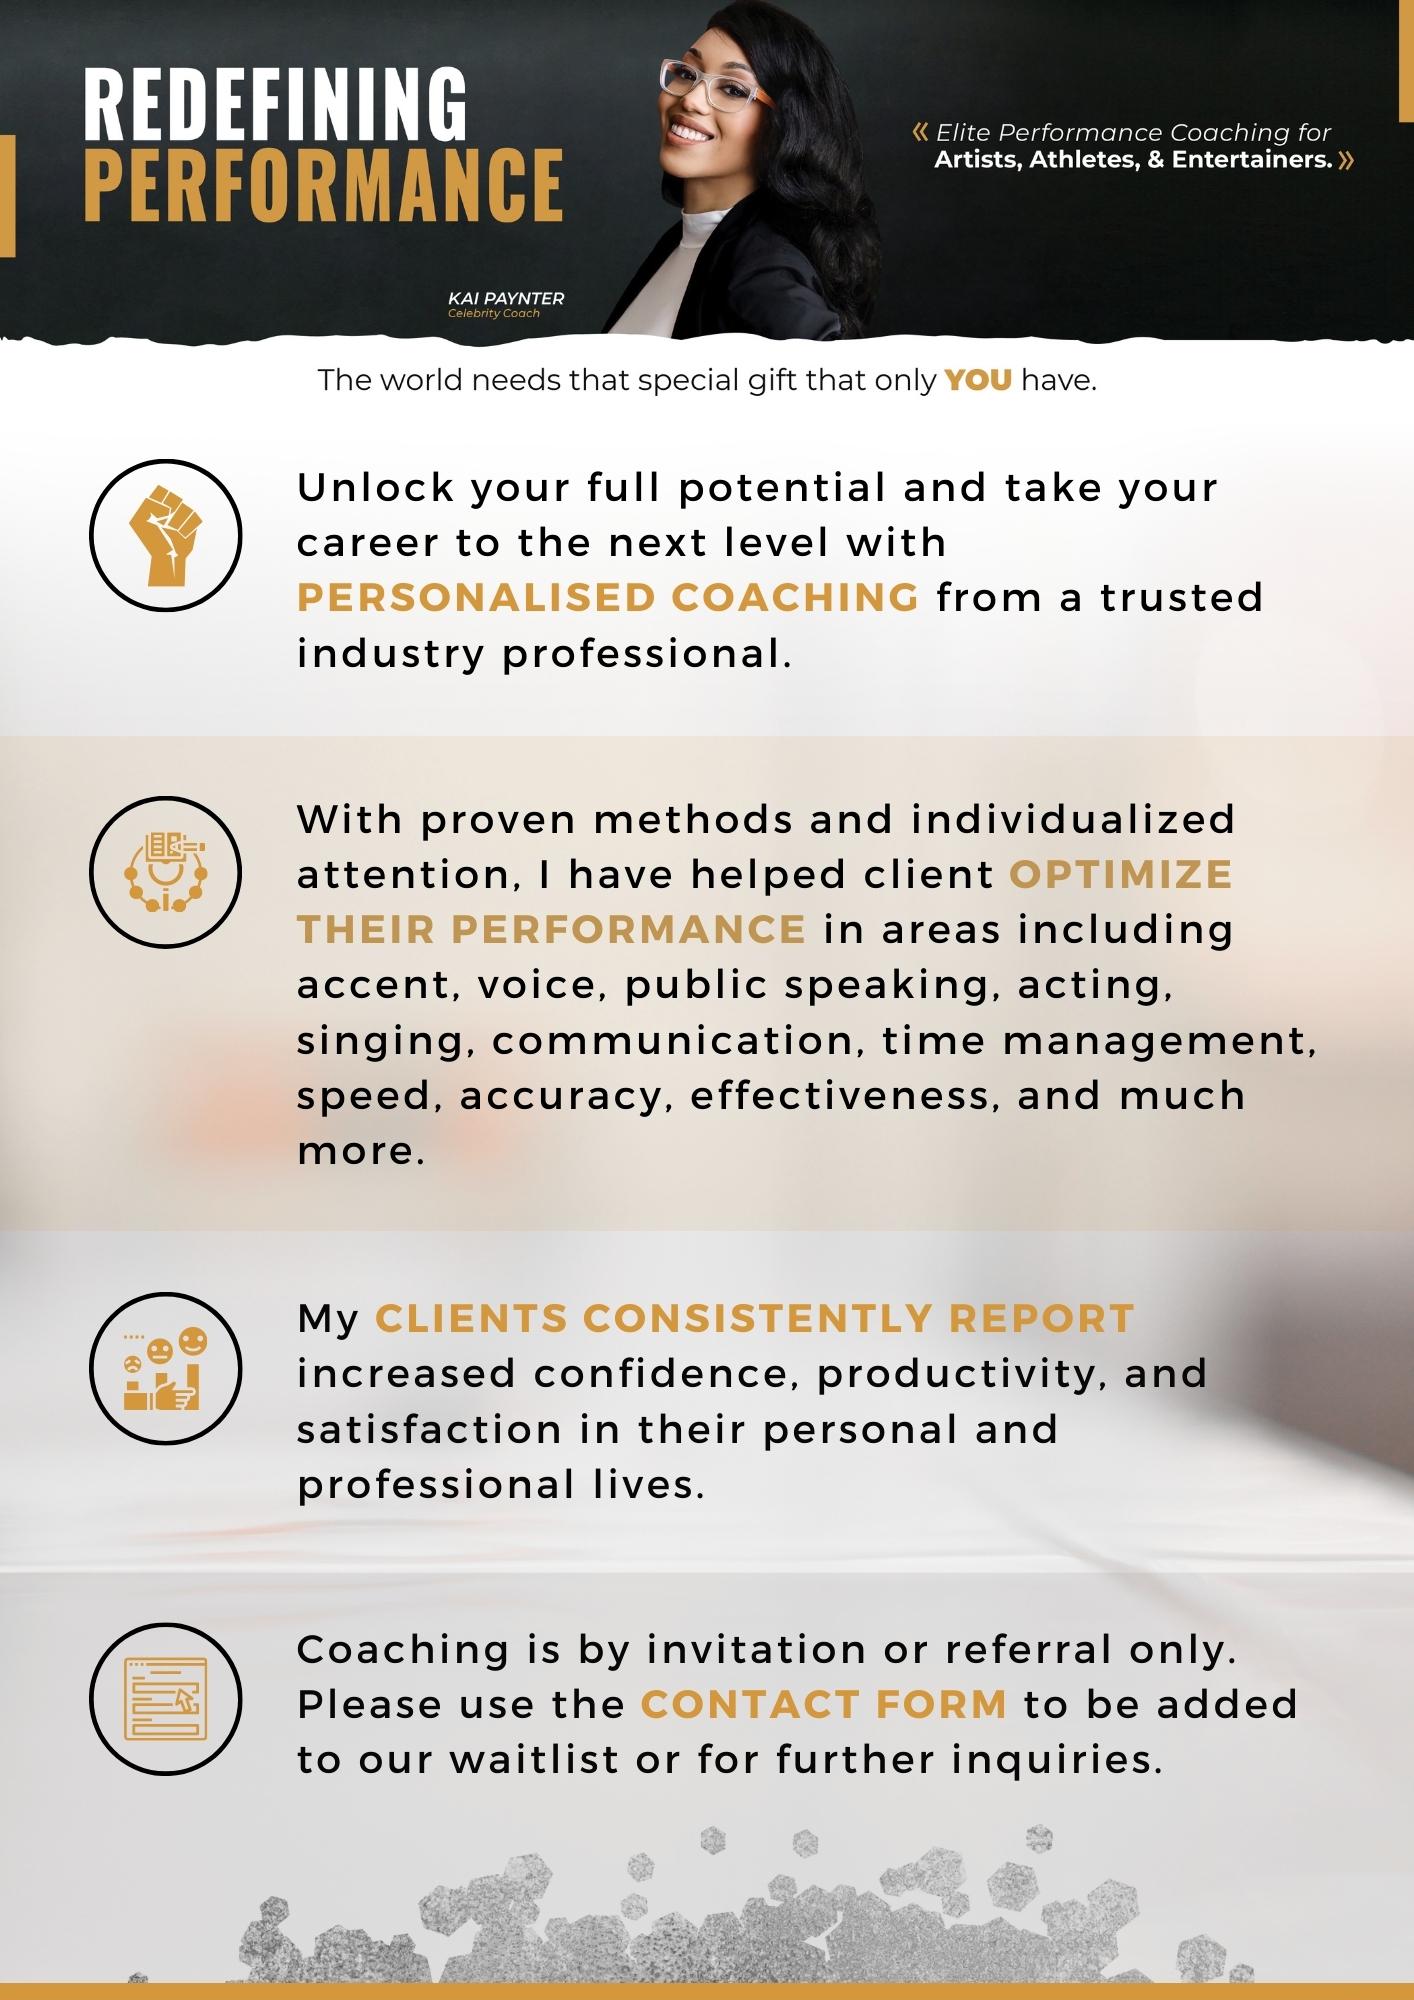 REDEFINING
PERFORMANCE
« Elite Performance Coaching for
Artists, Athletes, & Entertainers. »
KAI PAYNTER
Celebrity Coach
The world needs that special gift that only YOU have.
Unlock your full potential and take your
career to the next level with
PERSONALISED COACHING from a trusted
industry professional.
With proven methods and individualized
attention, I have helped client OPTIMIZE
THEIR PERFORMANCE in areas including
accent, voice, public speaking, acting,
singing, communication, time management,
speed, accuracy, effectiveness, and much
more.
My CLIENTS CONSISTENTLY REPORT
increased confidence, productivity, and
satisfaction in their personal and
professional lives.
Coaching is by invitation or referral only.
Please use the CONTACT FORM to be added
to our waitlist or for further inquiries.